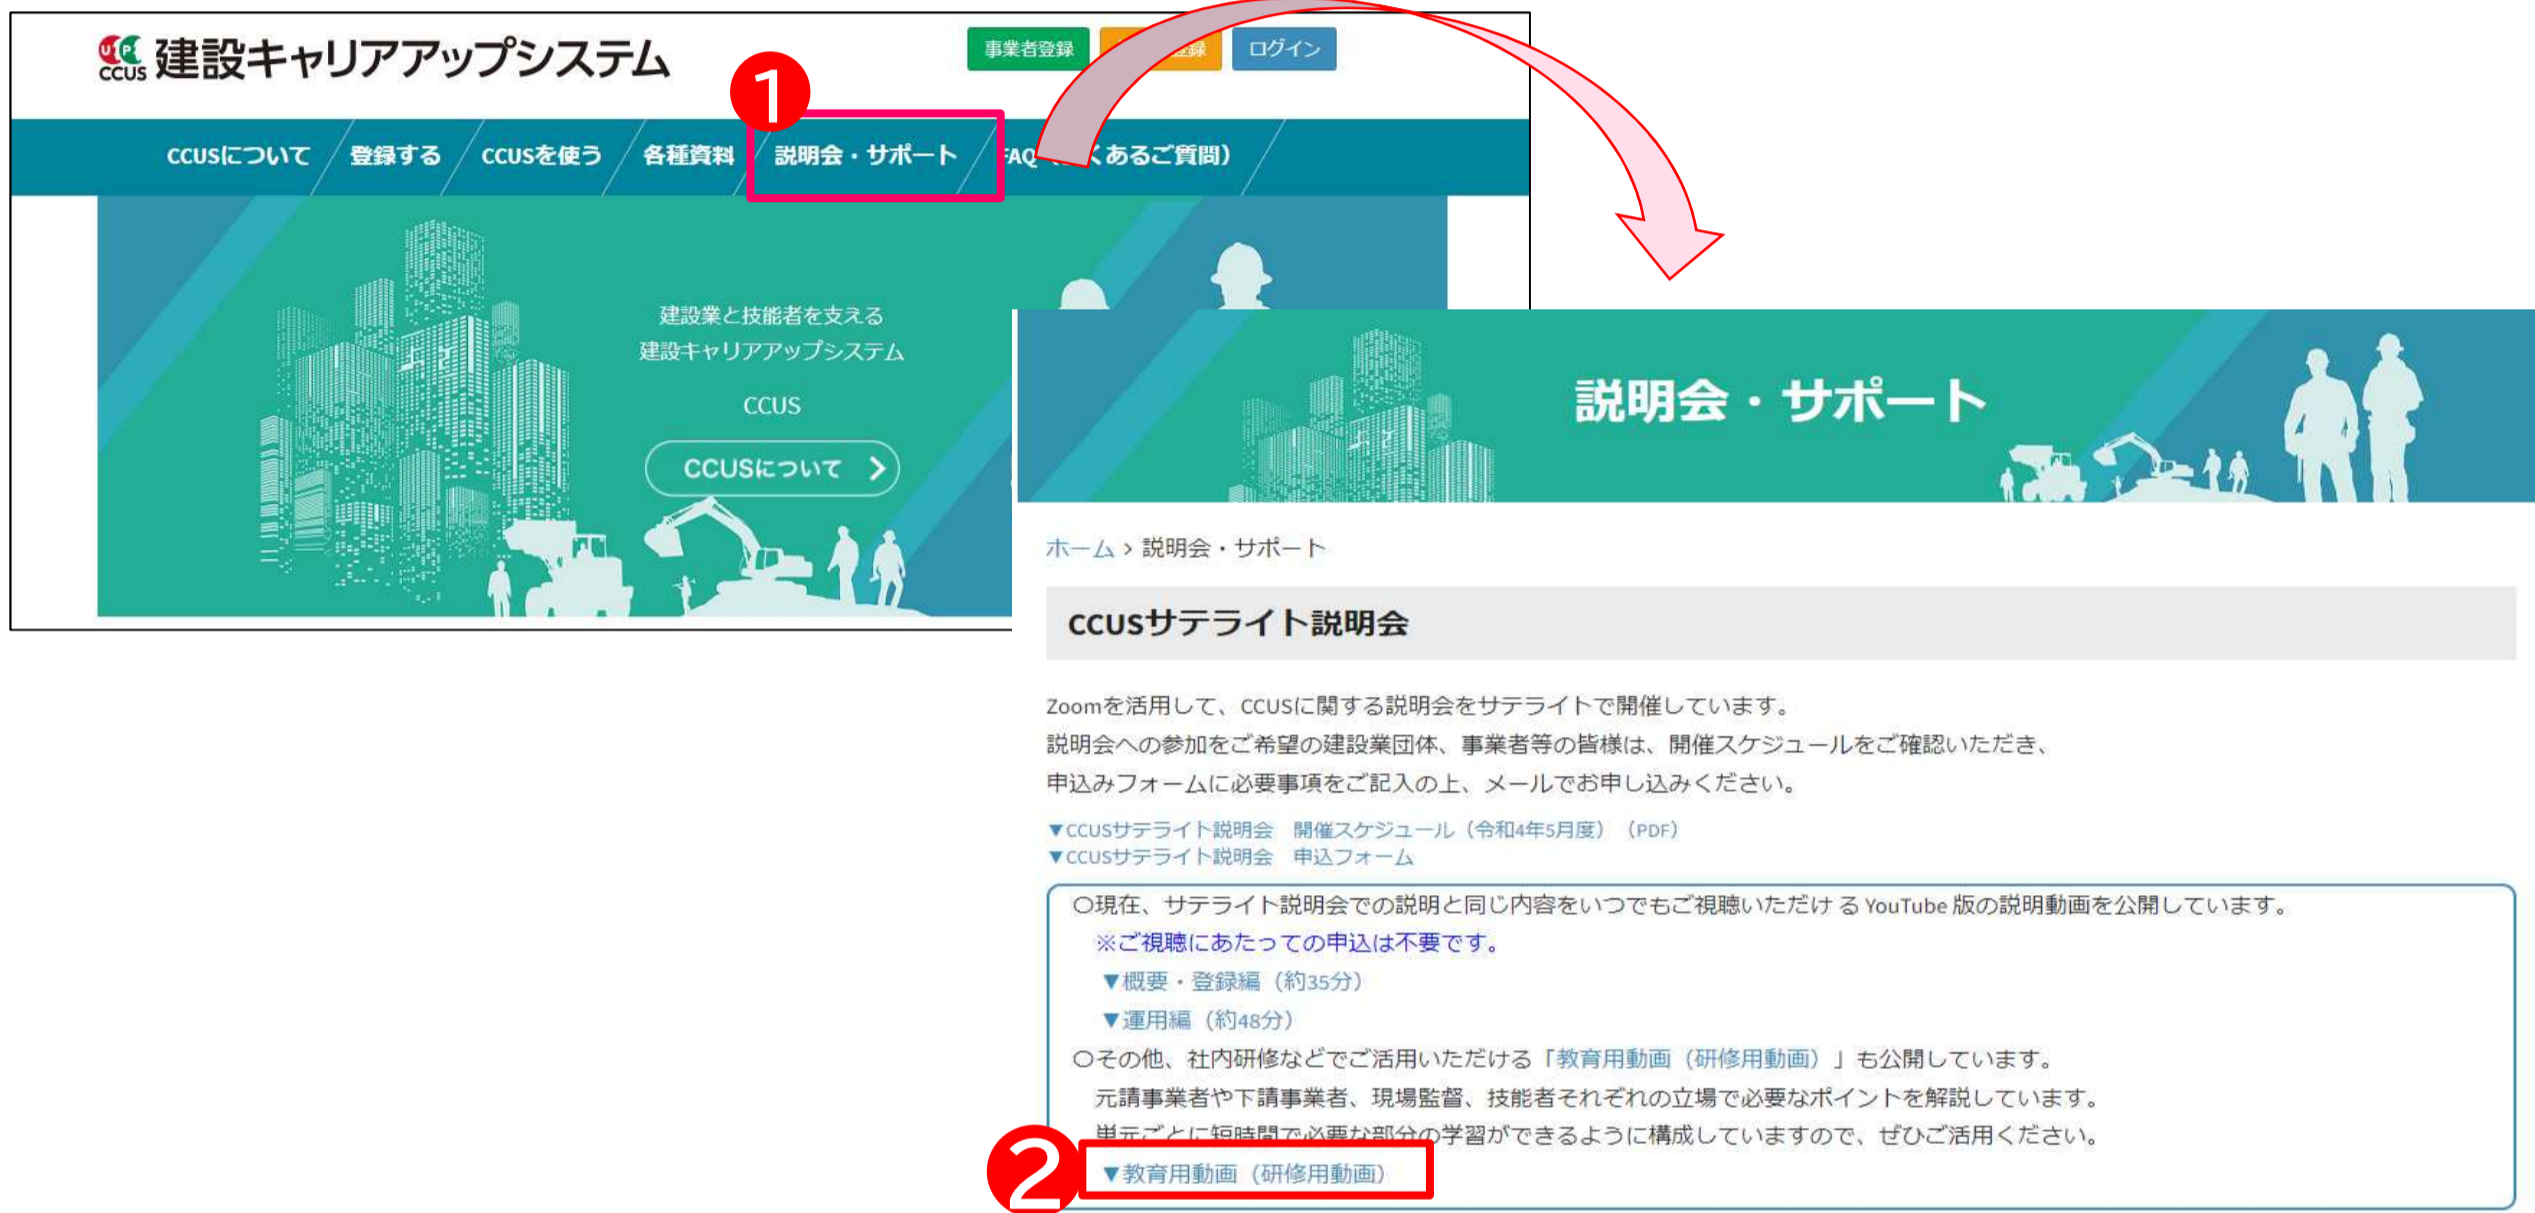 UPC
CCUS 建設キャリアアップシステム
事業者登録
録
ログイン
1
CCUSについて
登録する
CCUSを使う
各種資料
説明会・サポート
FAQ くあるご質問）
建設業と技能者を支える
建設キャリアアップシステム
CCUS
CCUSについて
説明会・サポート
ホーム > 説明会・サポート
CCUSサテライト説明会
Zoomを活用して、CCUSに関する説明会をサテライトで開催しています。
説明会への参加をご希望の建設業団体、事業者等の皆様は、開催スケジュールをご確認いただき、
申込みフォームに必要事項をご記入の上、メールでお申し込みください。
▼CCUSサテライト説明会　開催スケジュール（令和4年5月度）（PDF）
▼CCUSサテライト説明会　申込フォーム
○現在、サテライト説明会での説明と同じ内容をいつでもご視聴いただけ る YouTube 版の説明動画を公開しています。
※ご視聴にあたっての申込は不要です。
▼概要・登録編（約35分）
▼運用編（約48分）
○その他、社内研修などでご活用いただける「教育用動画（研修用動画）」も公開しています。
元請事業者や下請事業者、現場監督、技能者それぞれの立場で必要なポイントを解説しています。
単元ごとに短時間で必要な部分の学習ができるように構成していますので、ぜひご活用ください。
2
▼教育用動画（研修用動画）